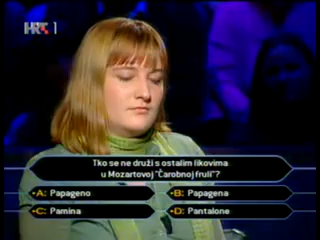 HRT 1
Tko se ne druži s ostalim likovima
u Mozartovoj "Čarobnoj fruli"?
A: Papageno
B: Papagena
C: Pamina
D: Pantalone